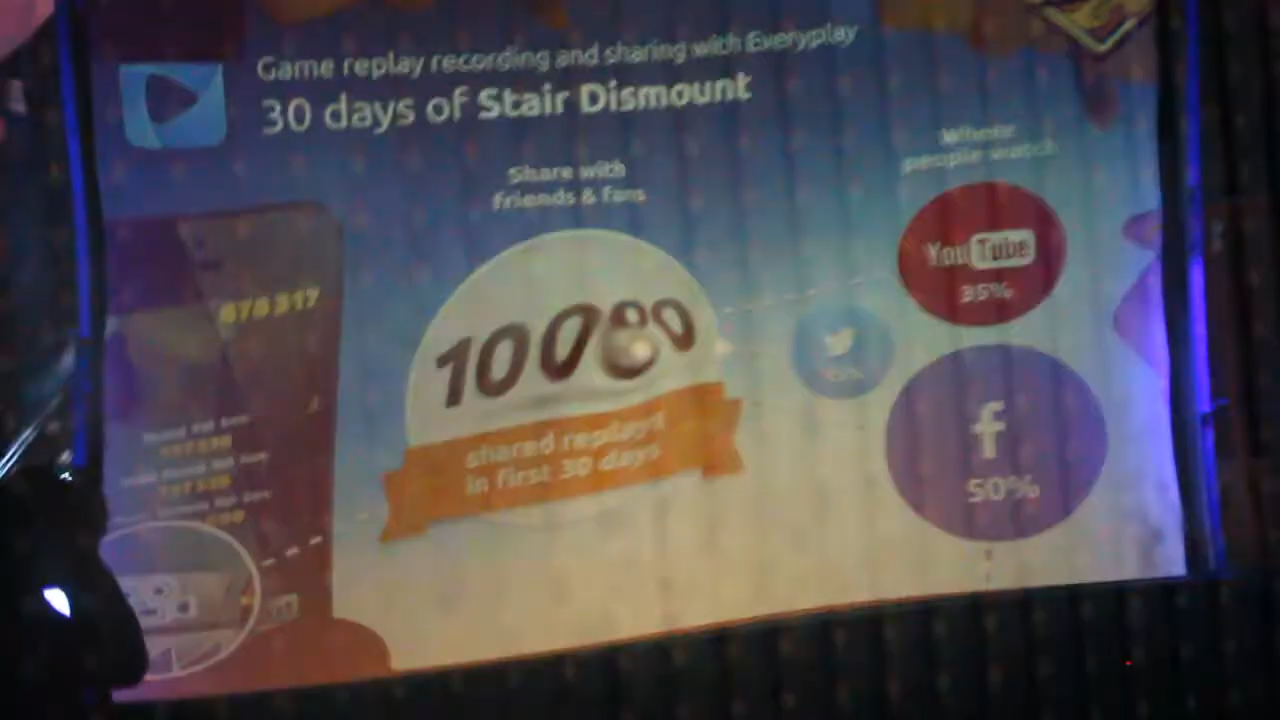 Game replay recording and sharing with Everyplay
30 days of Stair Dismount
Share with
friends & fans
Where
people watch
YouTube
35%
10080
shared replays
in first 30 days
f
50%